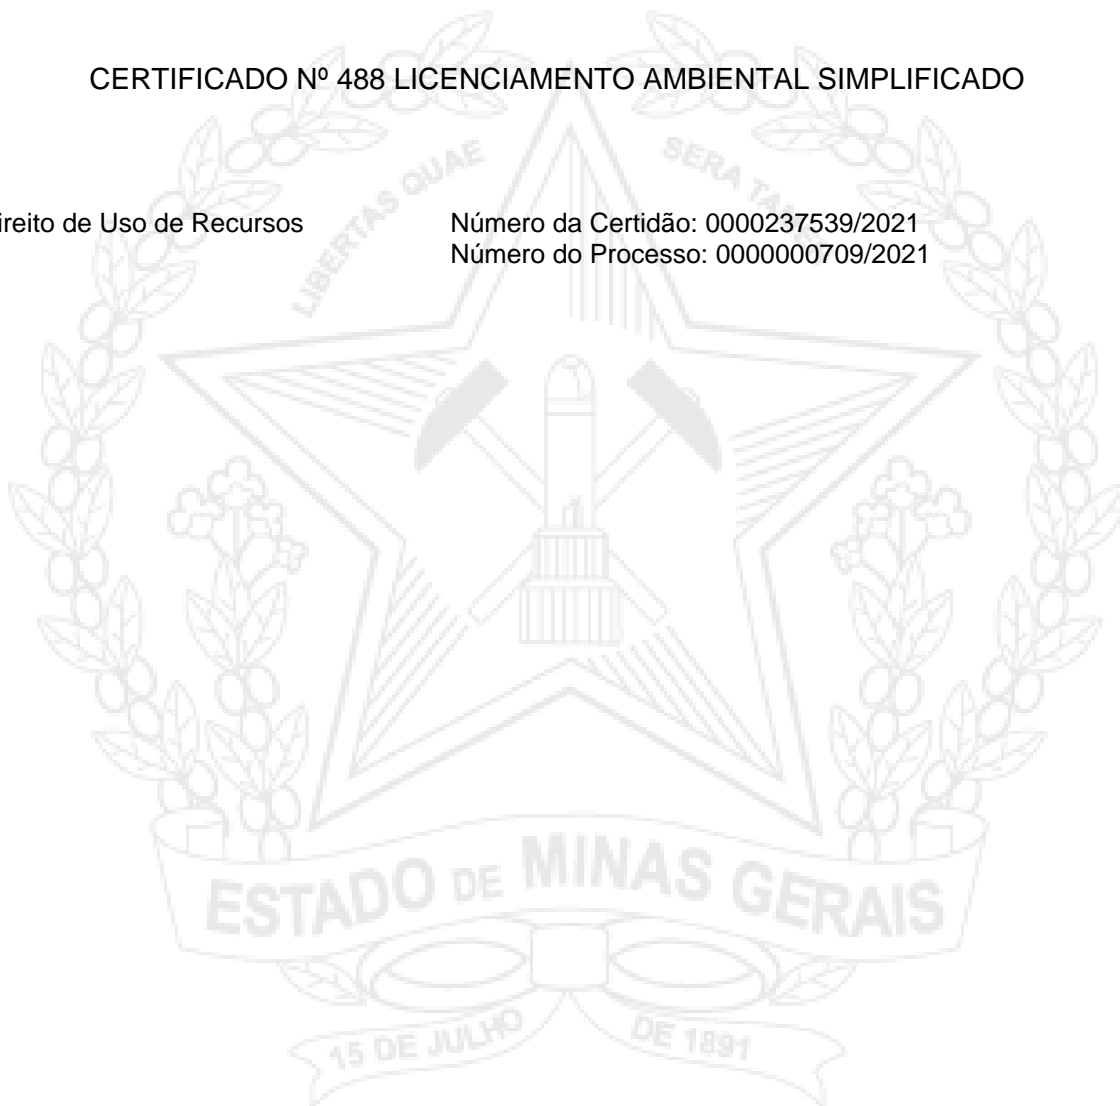 CERTIFICADO Nº 488 LICENCIAMENTO AMBIENTAL SIMPLIFICADO
LIBERTAS QUAE SERA TAMEN
ireito de Uso de Recursos Número da Certidão: 0000237539/2021
Número do Processo: 0000000709/2021
ESTADO DE MINAS GERAIS
15 DE JULHO DE 1891